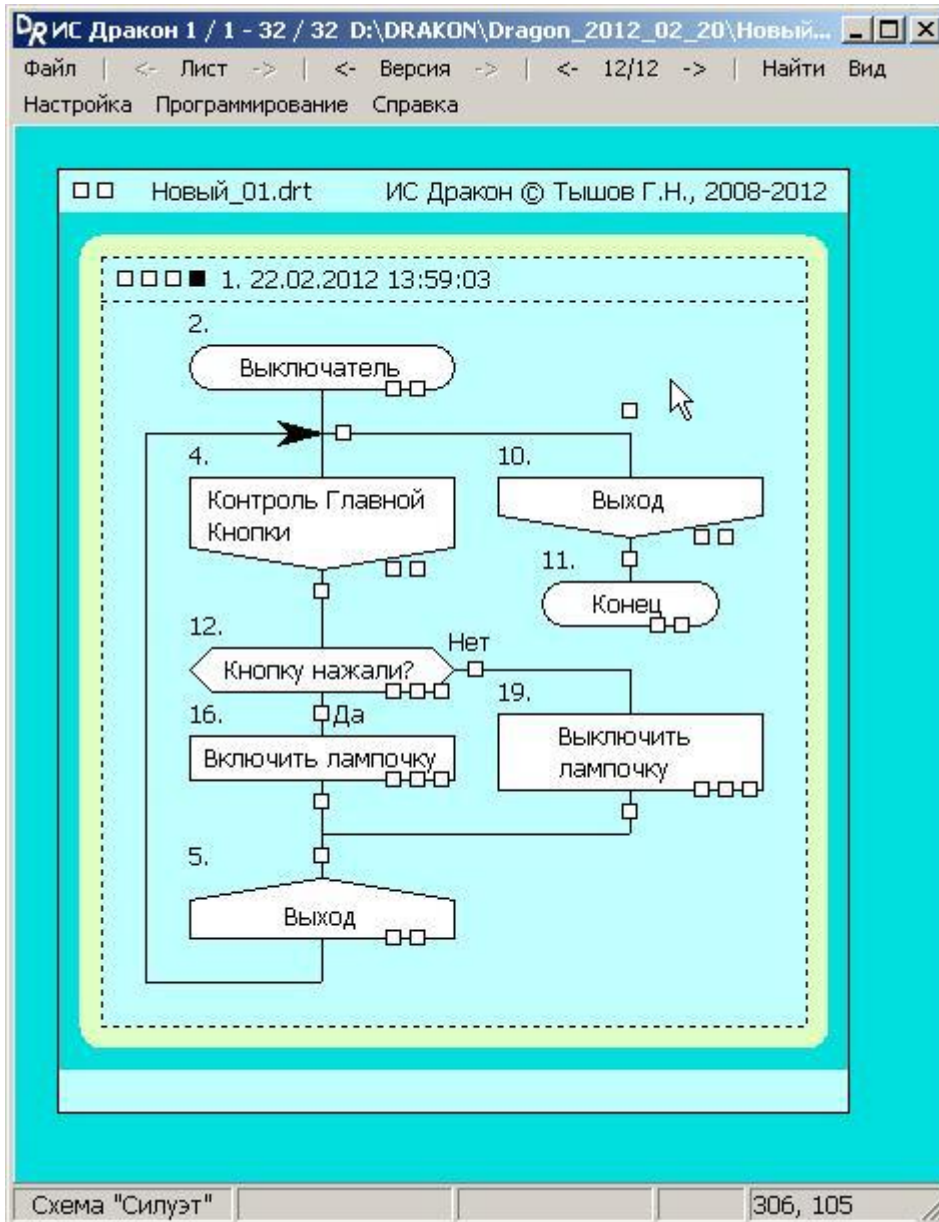 DR ИС Дракон 1 / 1 - 32 / 32 D:\DRAKON\Dragon_2012_02_20\Новый...
Файл | <- Лист -> | <- Версия -> | <- 12/12 -> | Найти Вид
Настройка Программирование Справка
Новый_01.drt ИС Дракон © Тышов Г.Н., 2008-2012
1. 22.02.2012 13:59:03
2.
Выключатель
4.
Контроль Главной
Кнопки
10.
Выход
11.
Конец
12.
Кнопку нажали?
Нет
Да
16.
Включить лампочку
19.
Выключить
лампочку
5.
Выход
Схема "Силуэт" 306, 105